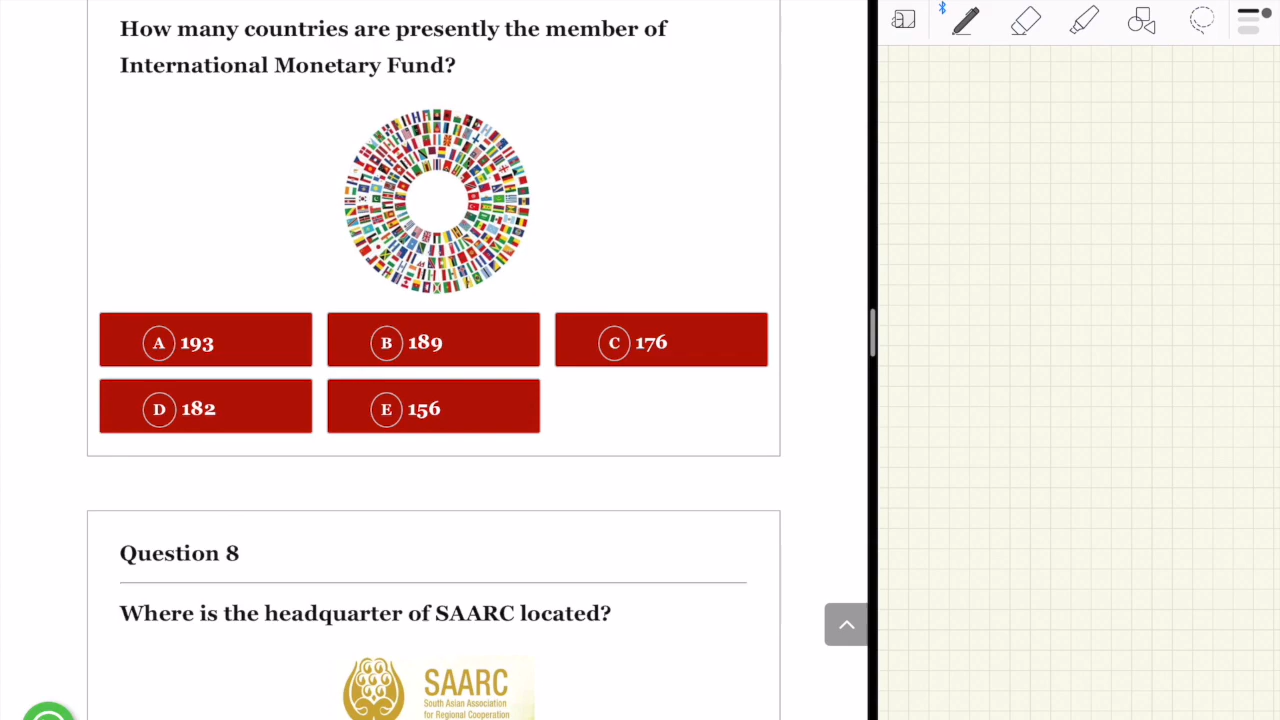 How many countries are presently the member of
International Monetary Fund?
A 193
B 189
C 176
D 182
E 156
Question 8
Where is the headquarter of SAARC located?
SAARC
South Asian Association
for Regional Cooperation